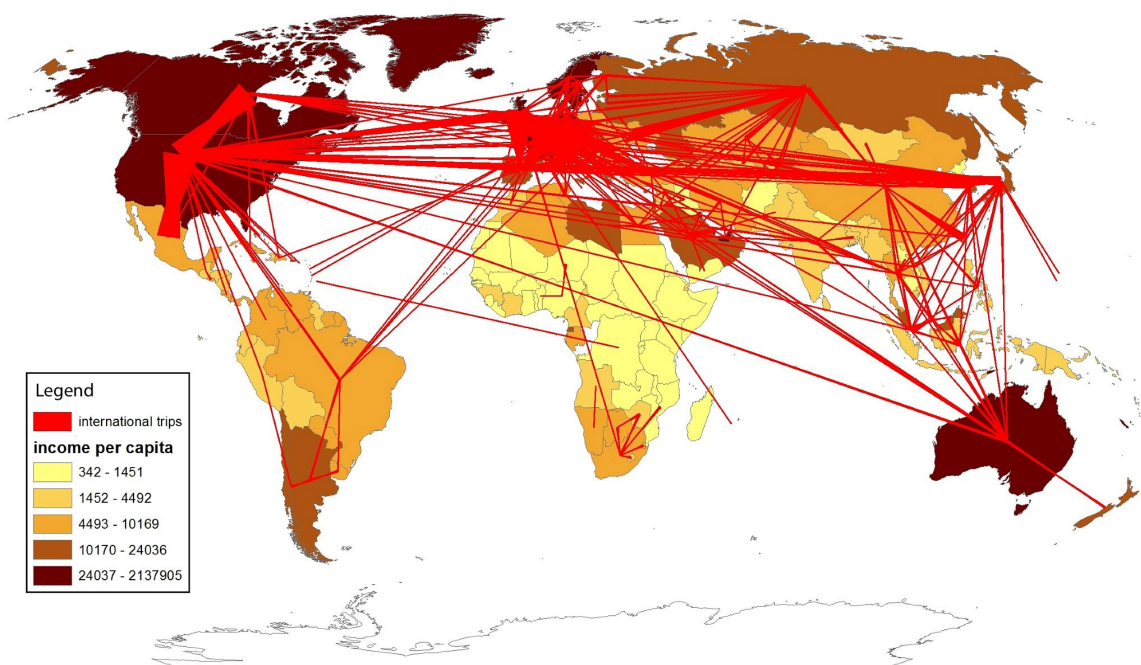 Legend
international trips
income per capita
342 - 1451
1452 - 4492
4493 - 10169
10170 - 24036
24037 - 2137905